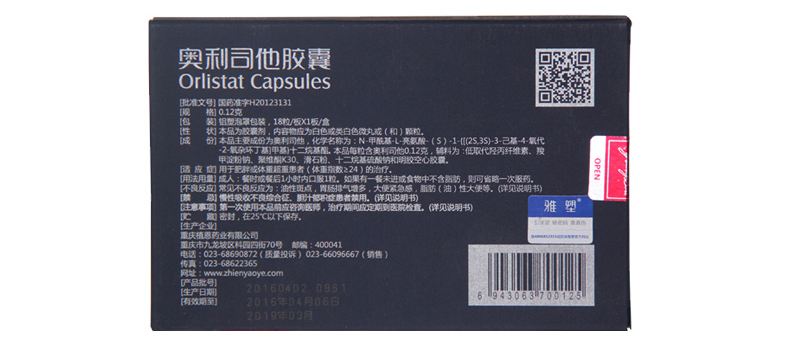 奥利司他胶囊
Orlistat Capsules
[批准文号] 国药准字H20123131
[规 格] 0.12克
[包 装] 铝塑泡罩包装，18粒/板X1板/盒
[性 状] 本品为胶囊剂，内容物应为白色或类白色微丸或（和）颗粒。
[成 份] 本品主要成份为奥利司他，化学名称为：N-甲酰基-L-亮氨酸-（S）-1-{[(2S,3S)-3-己基-4-氧代
-2-氧杂环丁基]甲基}十二烷基酯。本品每粒含奥利司他0.12克，辅料为：低取代羟丙纤维素、羧
甲淀粉钠、聚维酮K30、滑石粉、十二烷基硫酸钠和明胶空心胶囊。
[适 应 症] 用于肥胖或体重超重患者（体重指数≥24）的治疗。
[用法用量] 成人：餐时或餐后1小时内口服1粒。如果有一餐未进或食物中不含脂肪，则可省略一次服药。
[不良反应] 常见不良反应为：油性斑点，胃肠排气增多，大便紧急感，脂肪（油）性大便等。(详见说明书)
[禁 忌] 慢性吸收不良综合征、胆汁郁积症患者禁用。(详见说明书)
[注意事项] 第一次使用本品前应咨询医师，治疗期间应定期到医院检查。(详见说明书)
[贮 藏] 密封，在25℃以下保存。
[生产企业]
重庆植恩药业有限公司
重庆市九龙坡区科园四街70号 邮编：400041
电话：023-68690872（质量投诉）023-66096667（销售）
传真：023-68622365
网址：www.zhienyaoye.com
[产品批号] 20160402 0851
[生产日期] 2016年04月06日
[有效期至] 2019年03月
OPEN
雅塑®
6 943063 700125